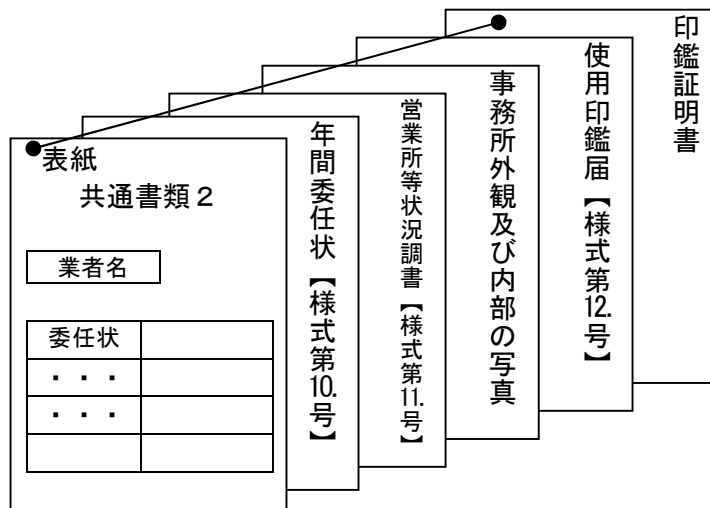 表紙
共通書類２
業者名
委任状
・・・
・・・
年間委任状【様式第10.号】
営業所等状況調書【様式第11.号】
事務所外観及び内部の写真
使用印鑑届【様式第12.号】
印鑑証明書